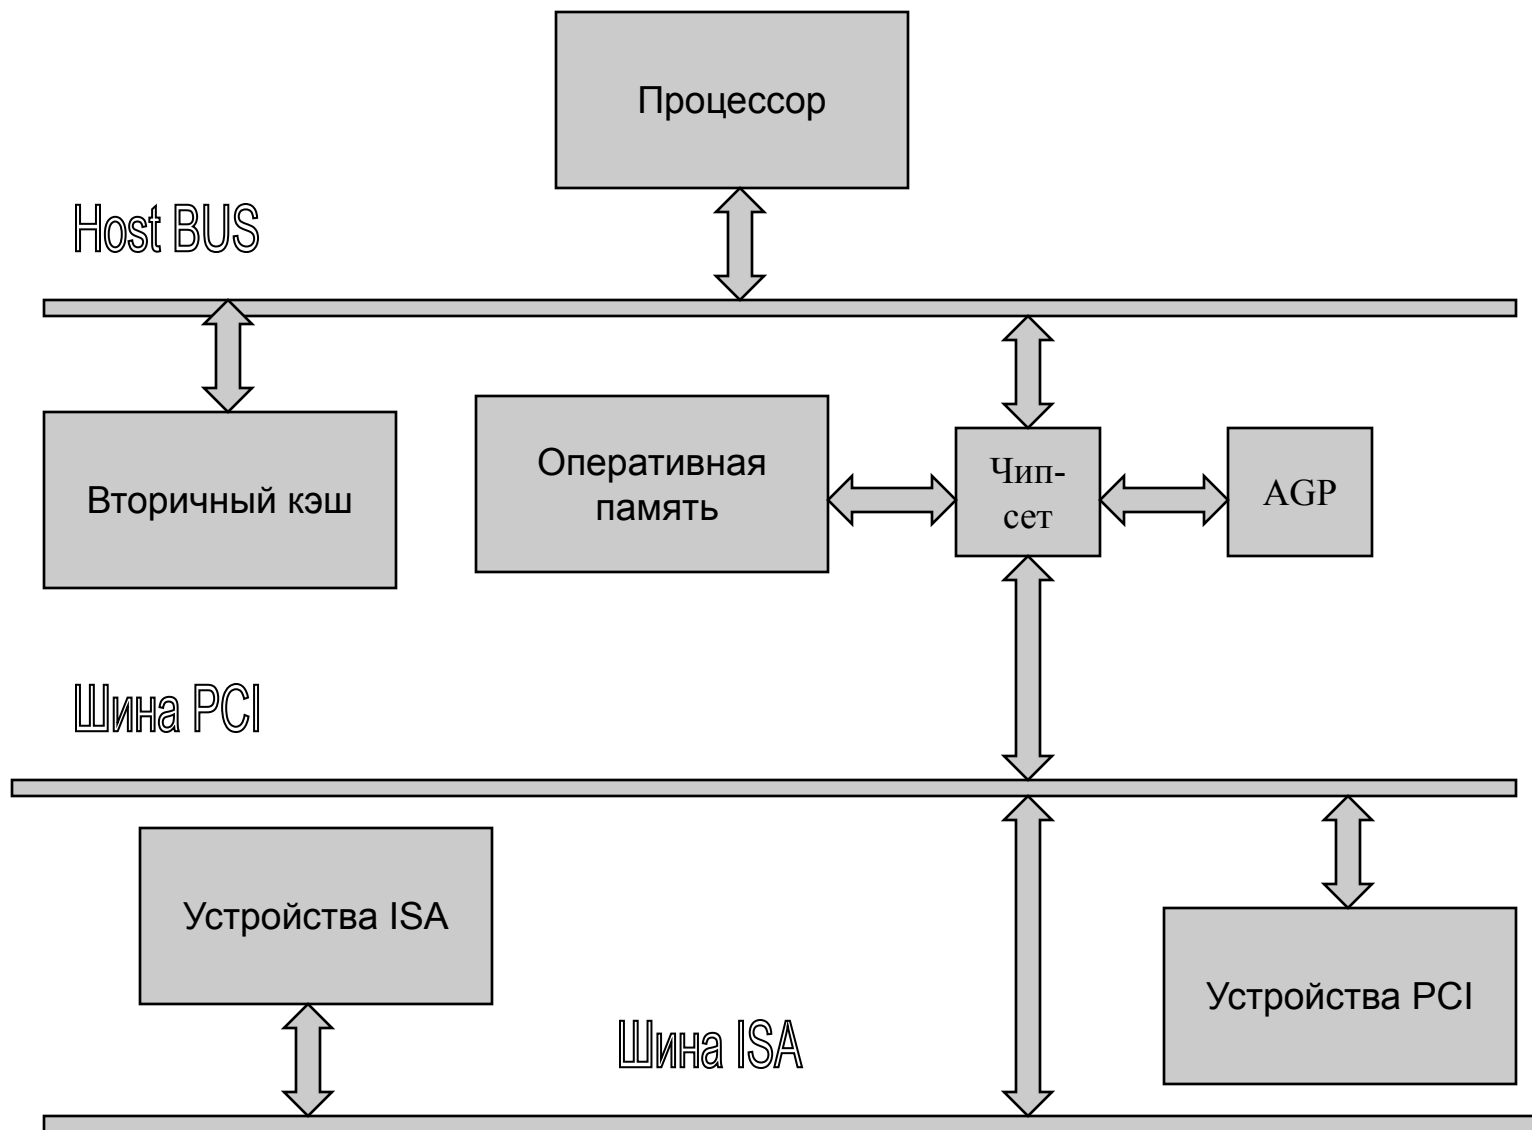 Процессор
Host BUS
Вторичный кэш
Оперативная
память
Чип-
сет
AGP
Шина PCI
Устройства ISA
Устройства PCI
Шина ISA